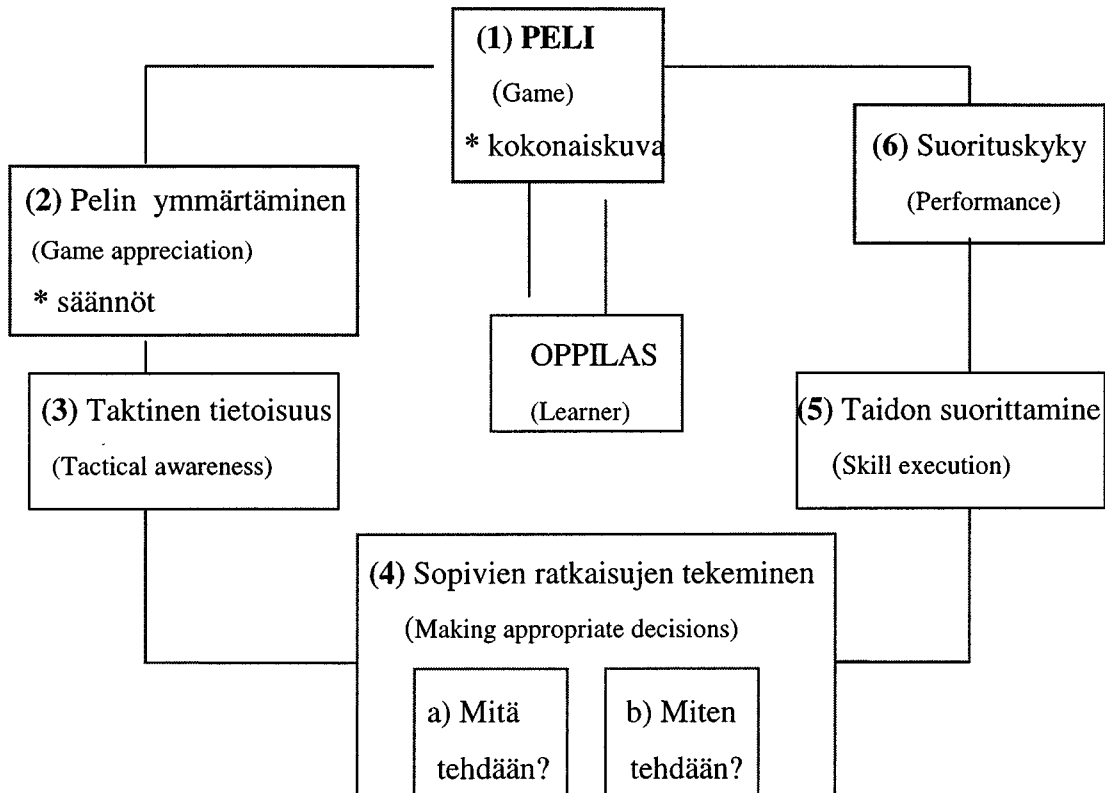 (1) PELI
(Game)
* kokonaiskuva
(2) Pelin ymmärtäminen
(Game appreciation)
* säännöt
(3) Taktinen tietoisuus
(Tactical awareness)
(4) Sopivien ratkaisujen tekeminen
(Making appropriate decisions)
a) Mitä
tehdään?
b) Miten
tehdään?
(5) Taidon suorittamine
(Skill execution)
(6) Suorituskyky
(Performance)
OPPILAS
(Learner)